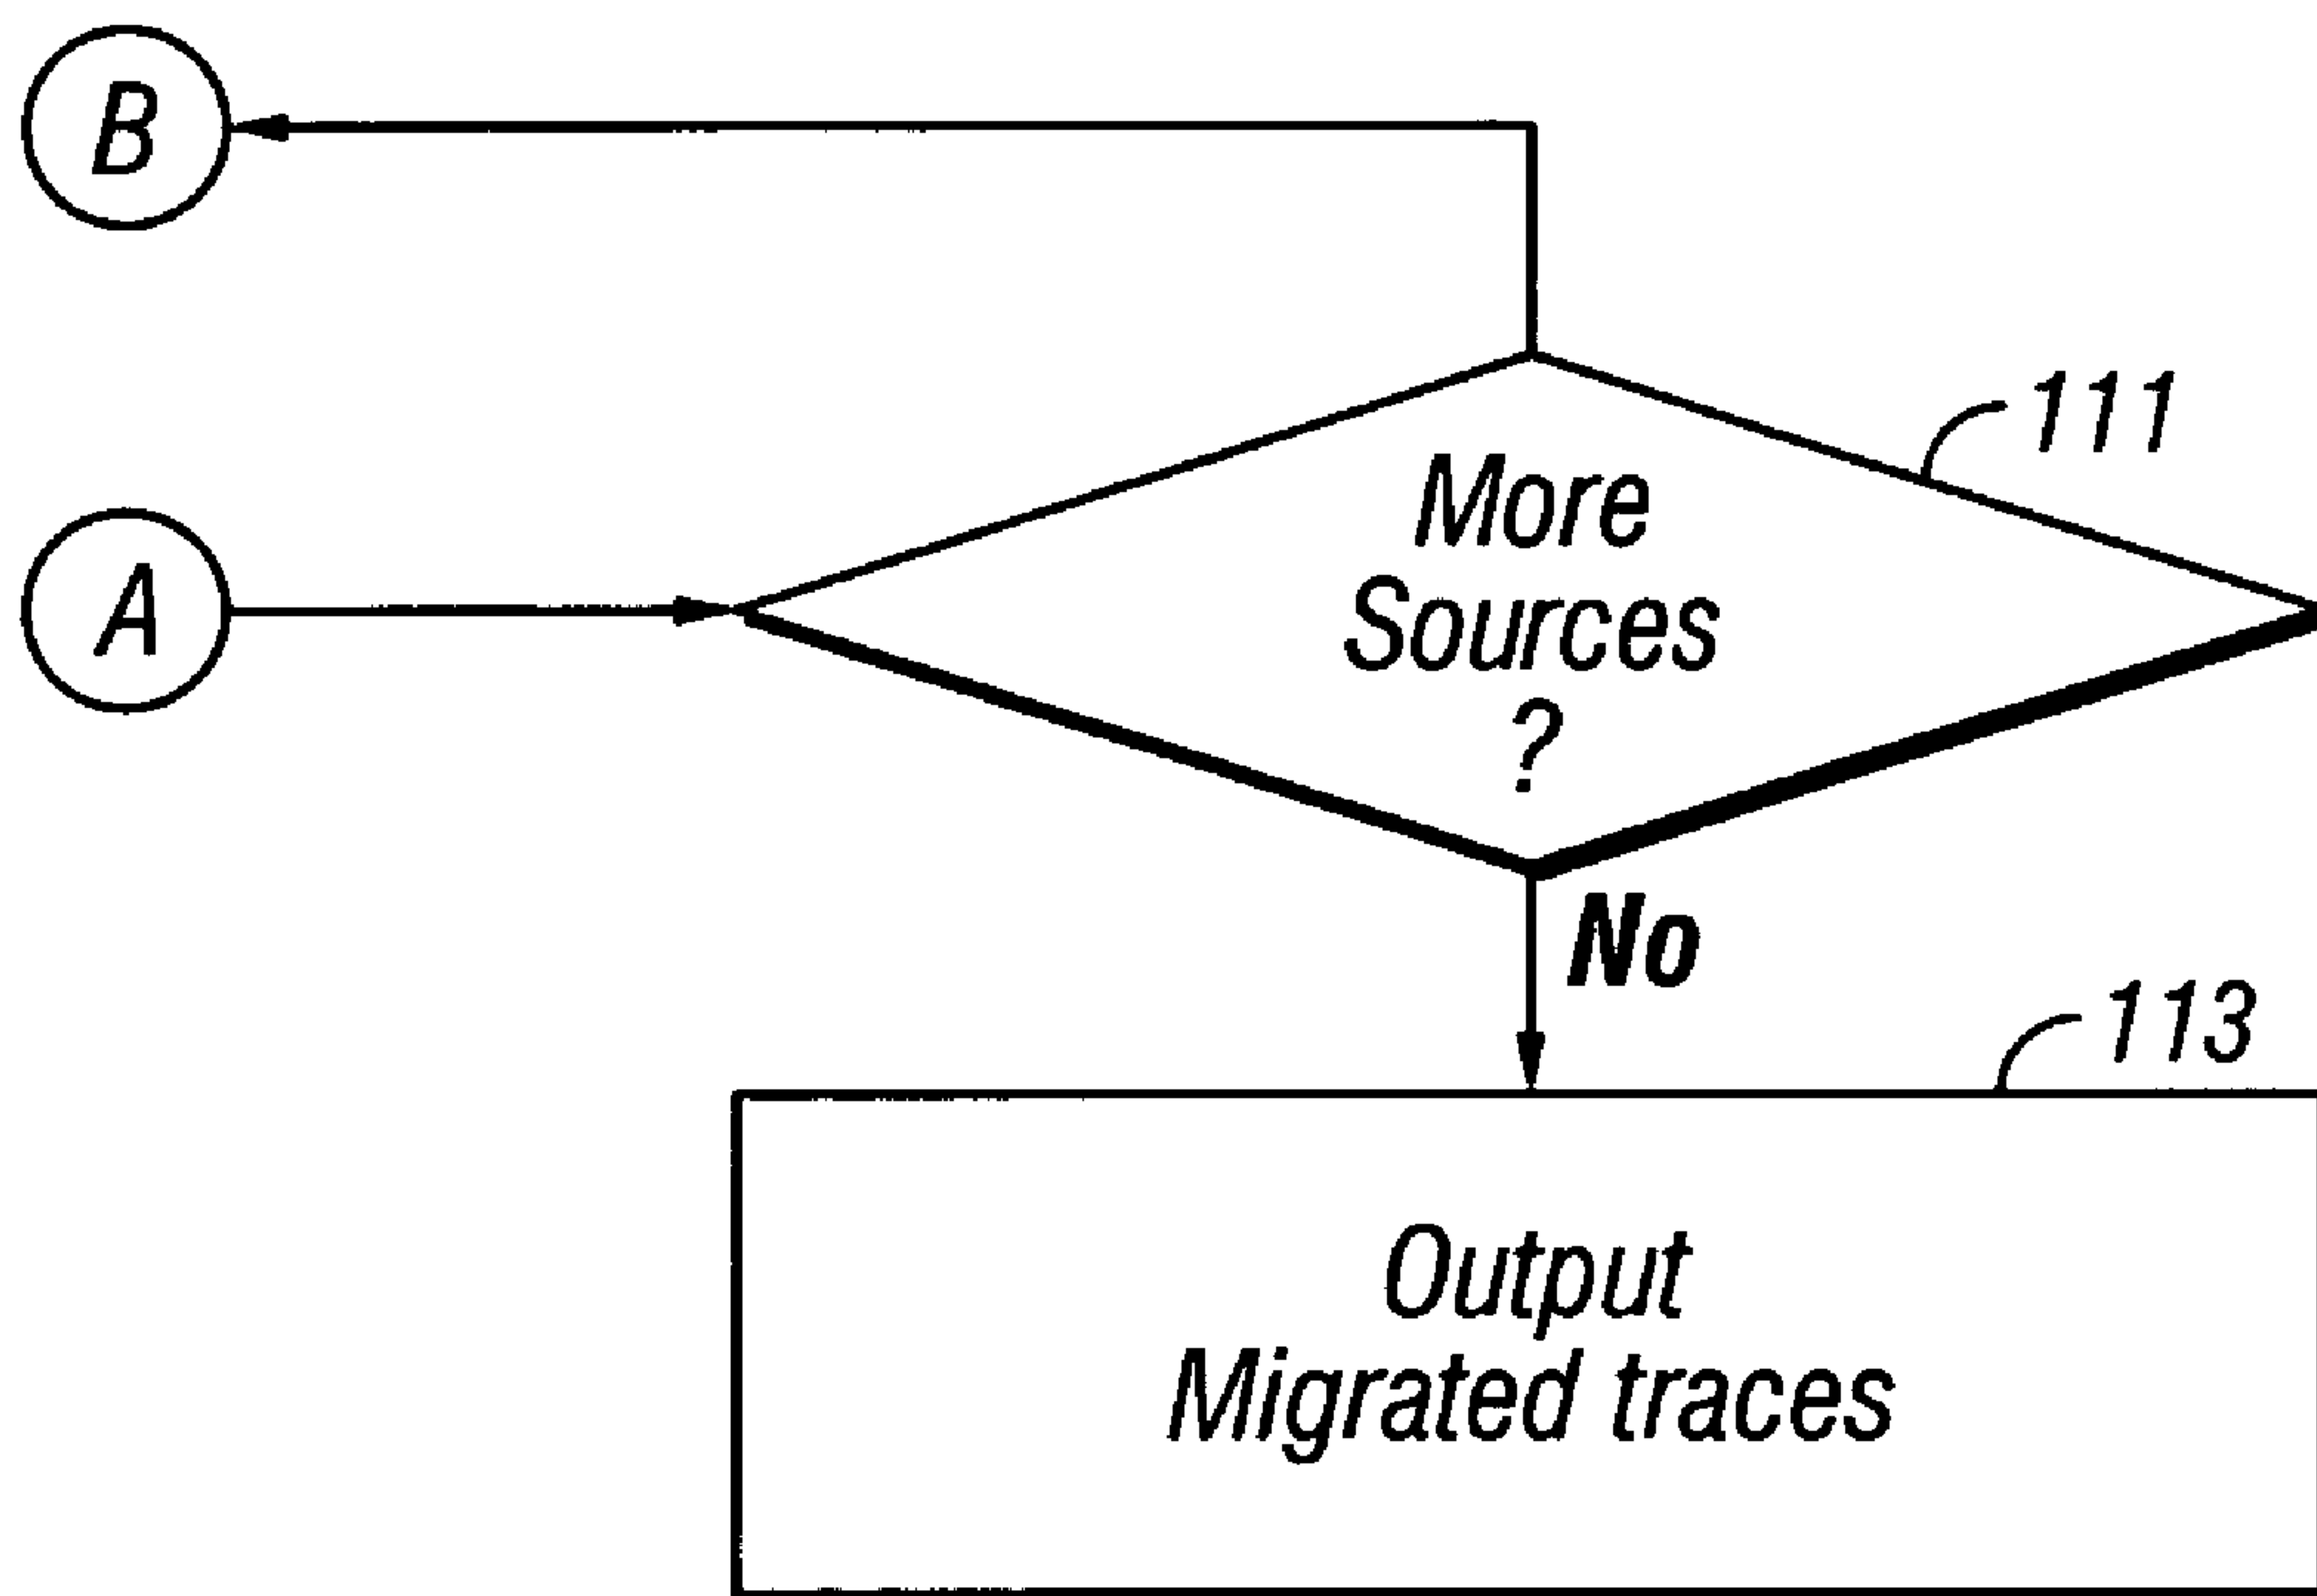 B
111
More
Sources
?
A
No
113
Output
Migrated traces